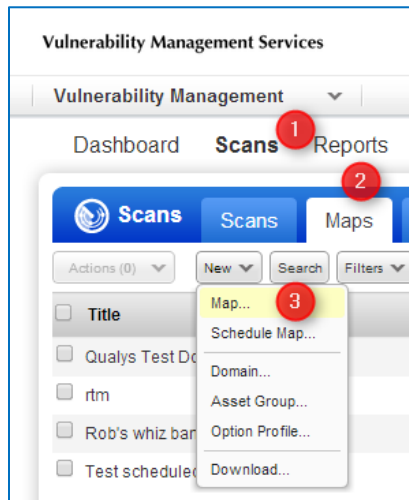 Vulnerability Management Services
Vulnerability Management
1
Dashboard Scans Reports
2
Scans Scans Maps
Actions (0) New Search Filters
Map... 3
Title
Schedule Map...
Qualys Test Do
Domain...
rtm
Asset Group...
Rob's whiz ban
Option Profile...
Test scheduled
Download...